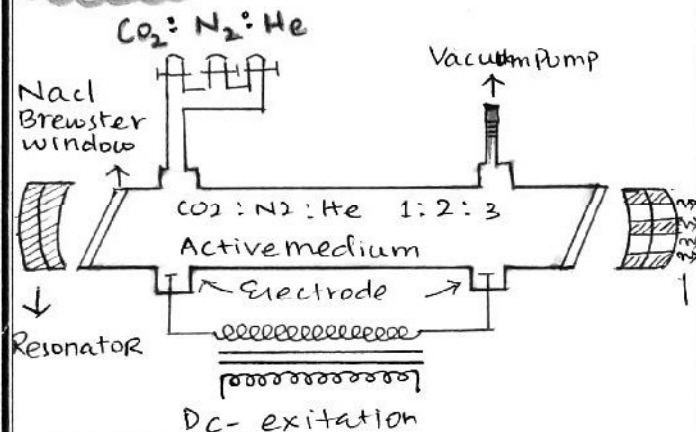 CO2: N2: He
Vacuum Pump
Nacl
Brewster
window
CO2 : N2 : He 1: 2: 3
Active medium
Electrode
Resonator
Dc- exitation